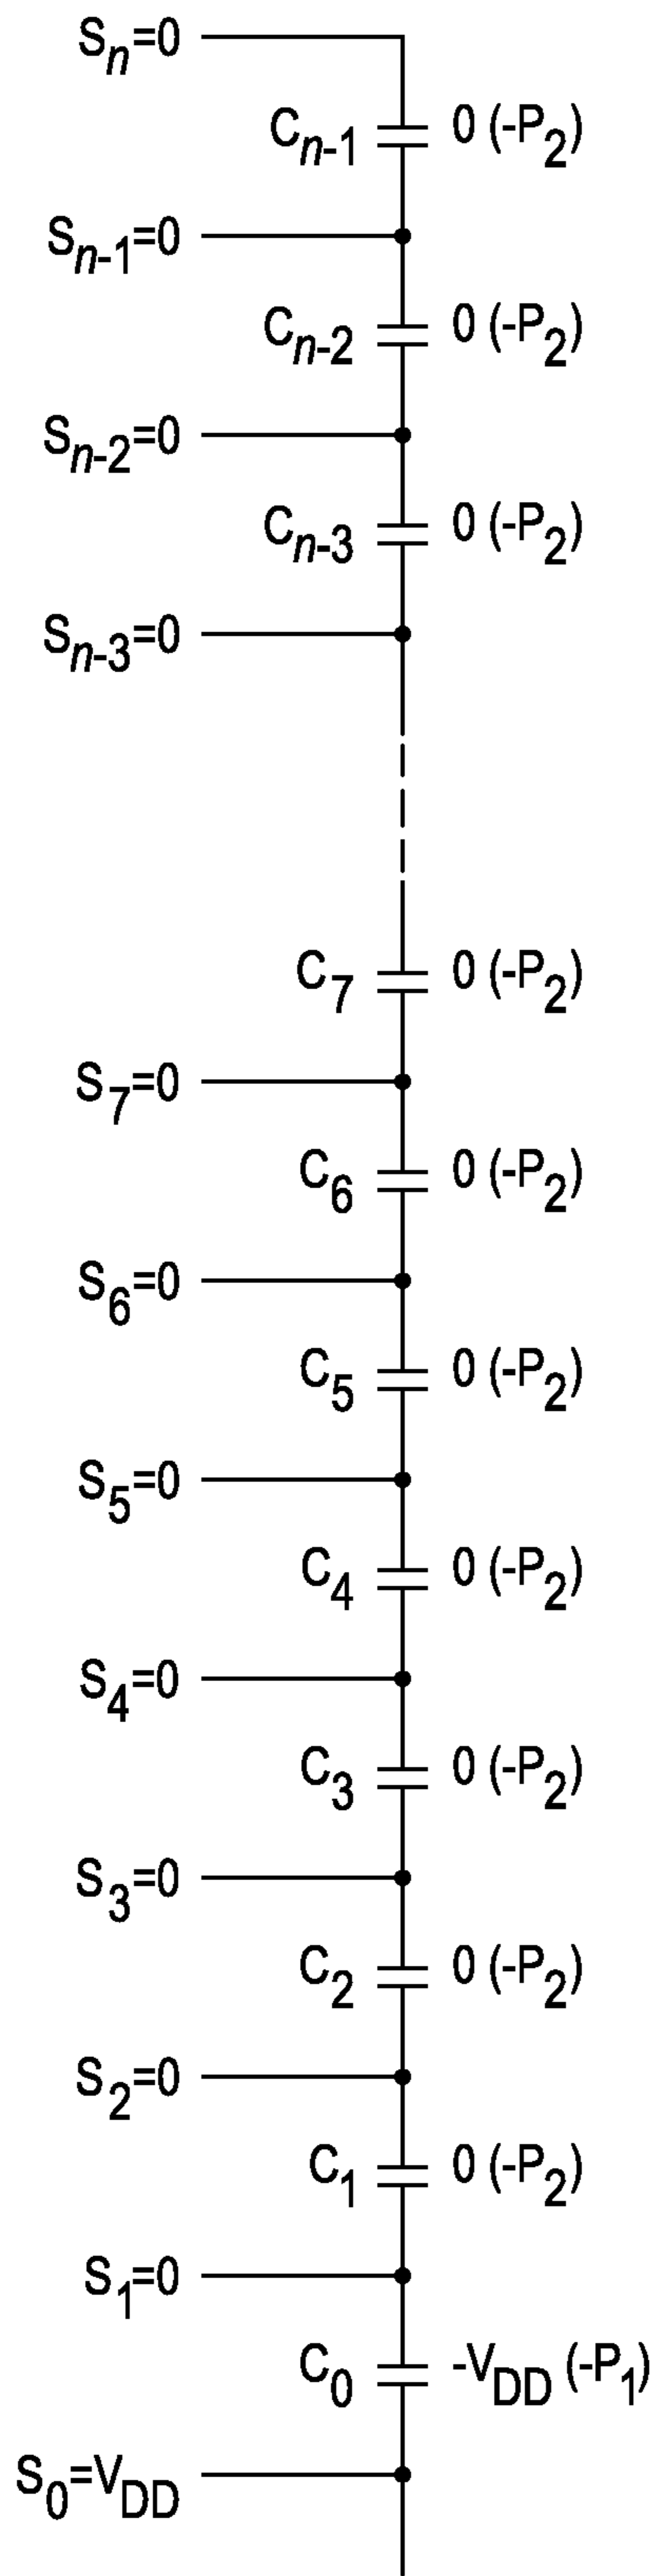 Sn=0
Cn-1 0 (-P2)
Sn-1=0
Cn-2 0 (-P2)
Sn-2=0
Cn-3 0 (-P2)
Sn-3=0
C7 0 (-P2)
S7=0
C6 0 (-P2)
S6=0
C5 0 (-P2)
S5=0
C4 0 (-P2)
S4=0
C3 0 (-P2)
S3=0
C2 0 (-P2)
S2=0
C1 0 (-P2)
S1=0
C0 -VDD (-P1)
S0=VDD